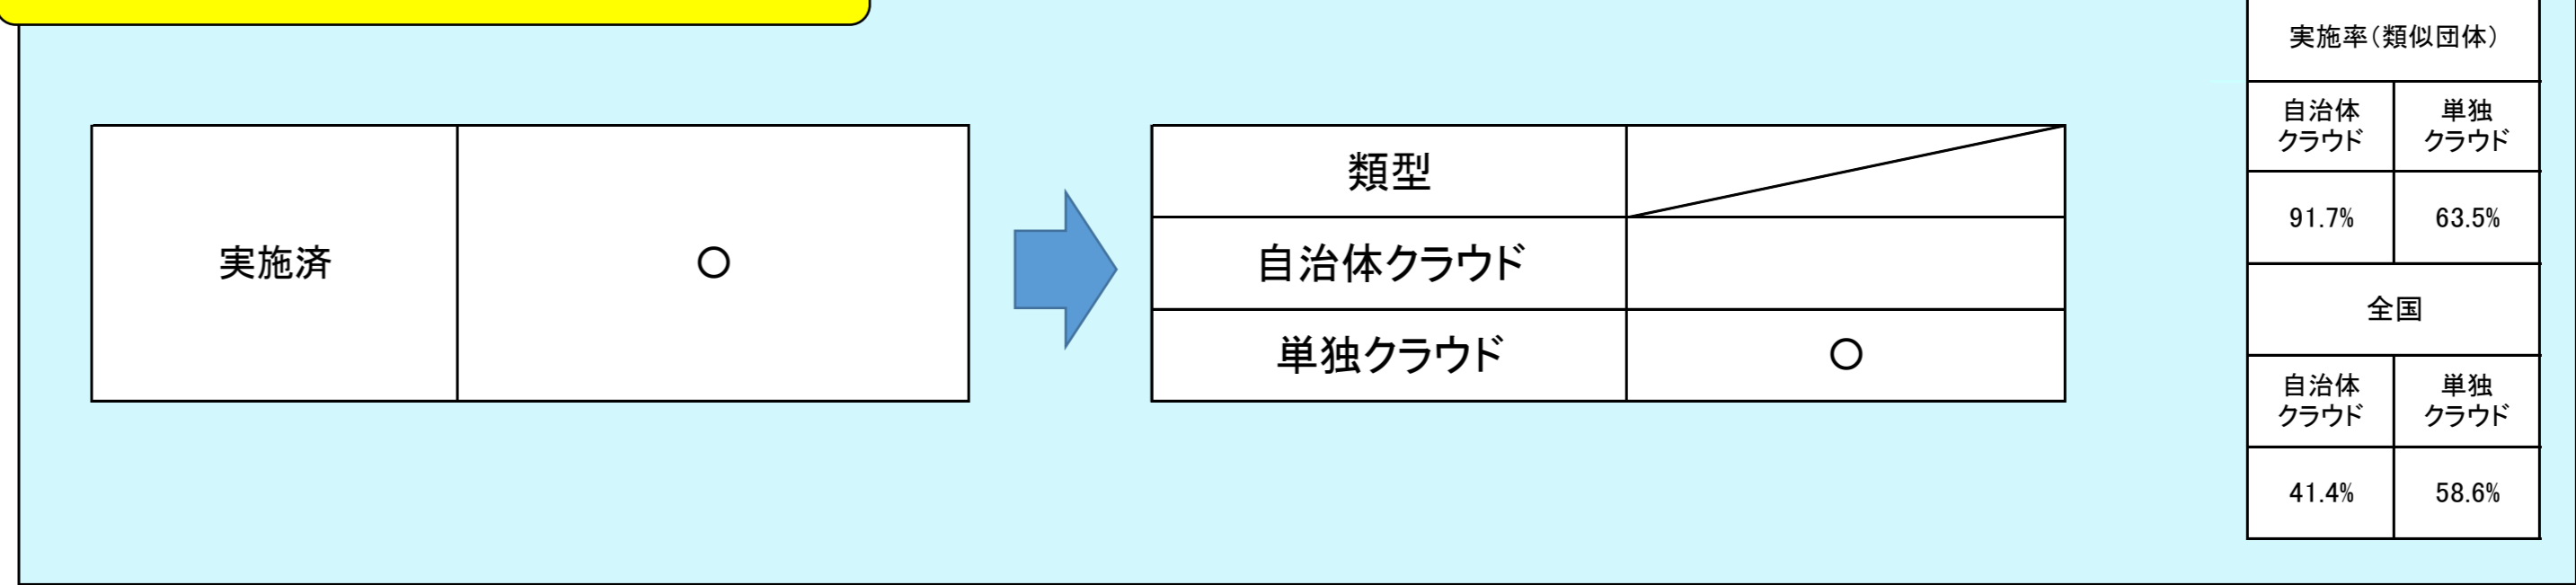 実施済
○
類型
自治体クラウド
単独クラウド
○
実施率(類似団体)
自治体
クラウド
単独
クラウド
91.7%
63.5%
全国
自治体
クラウド
単独
クラウド
41.4%
58.6%